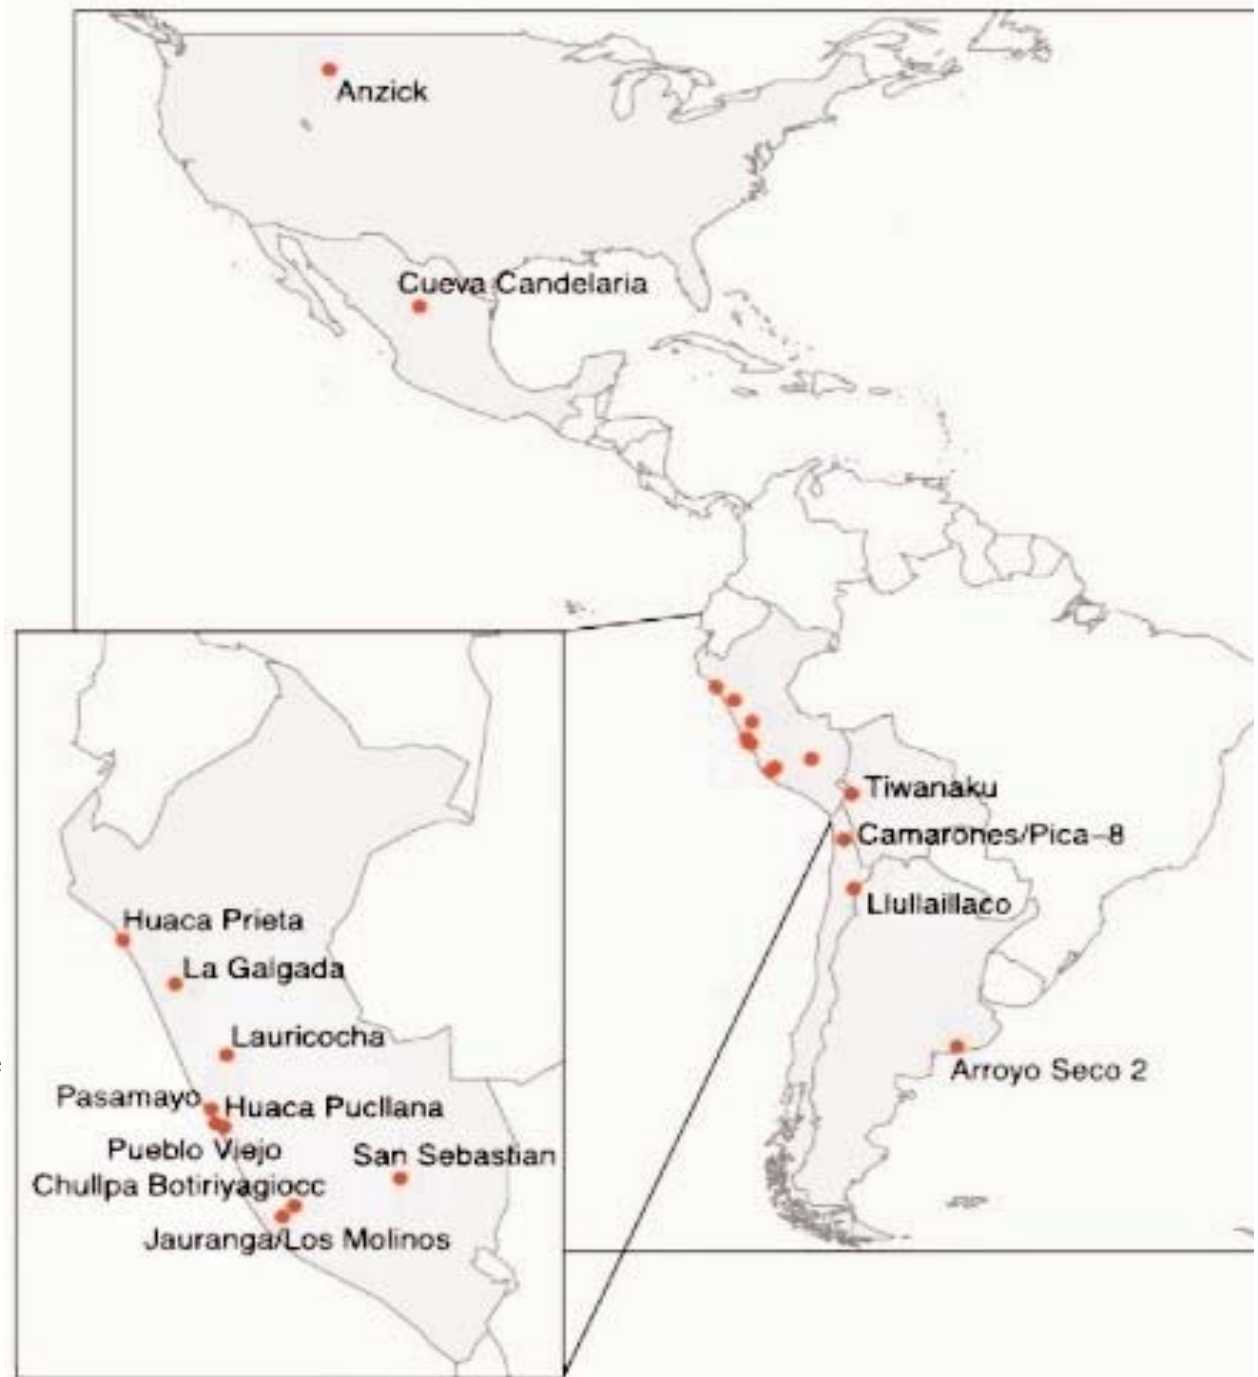 Anzick
Cueva Candelaria
Tiwanaku
Camarones/Pica-8
Llullaillaco
Arroyo Seco 2
Huaca Prieta
La Galgada
Lauricocha
Pasamayo
Huaca Pucllana
Pueblo Viejo
San Sebastian
Chullpa Botiriyagiocc
Jauranga/Los Molinos